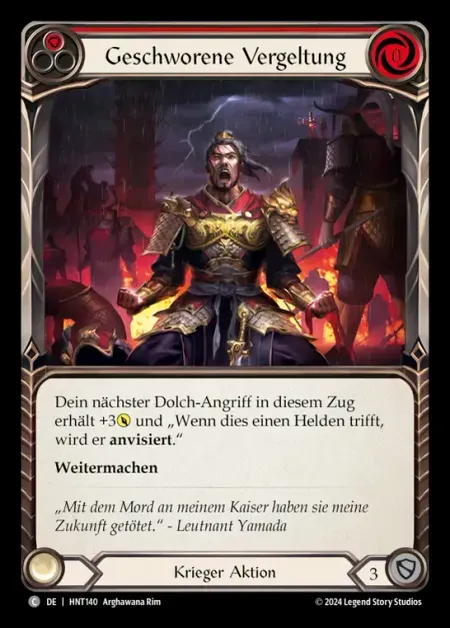 Geschworene Vergeltung
0
Dein nächster Dolch-Angriff in diesem Zug
erhält +3 und „Wenn dies einen Helden trifft,
wird er anvisiert.“
Weitermachen
„Mit dem Mord an meinem Kaiser haben sie meine
Zukunft getötet.“ - Leutnant Yamada
Krieger Aktion
3
C DE | HNT140 Arghawana Rim
© 2024 Legend Story Studios